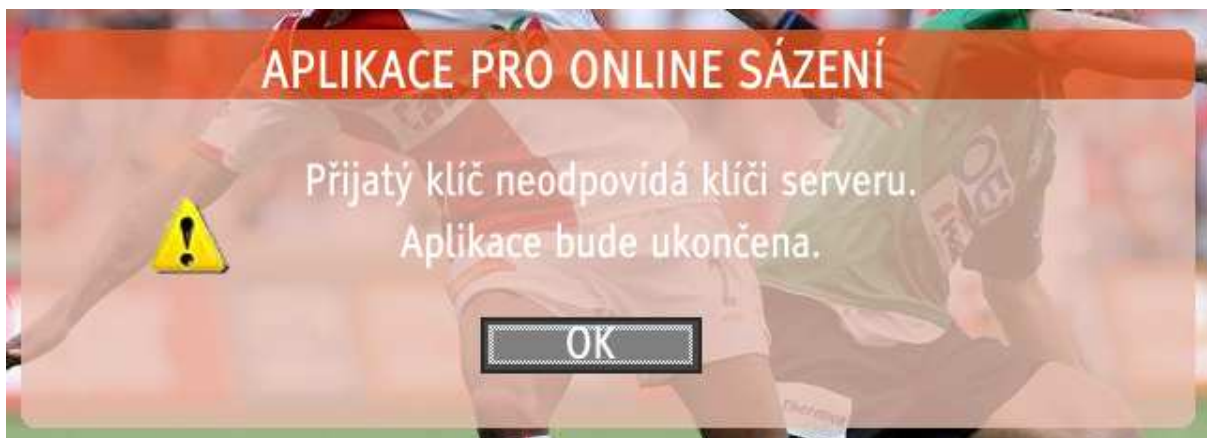 APLIKACE PRO ONLINE SÁZENÍ
Přijatý klíč neodpovídá klíči serveru.
Aplikace bude ukončena.
OK